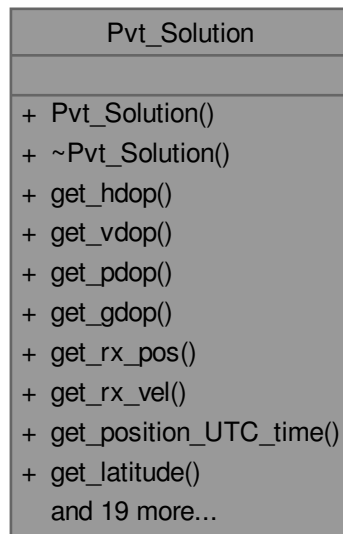 Pvt_Solution
+ Pvt_Solution()
+ ~Pvt_Solution()
+ get_hdop()
+ get_vdop()
+ get_pdop()
+ get_gdop()
+ get_rx_pos()
+ get_rx_vel()
+ get_position_UTC_time()
+ get_latitude()
and 19 more...